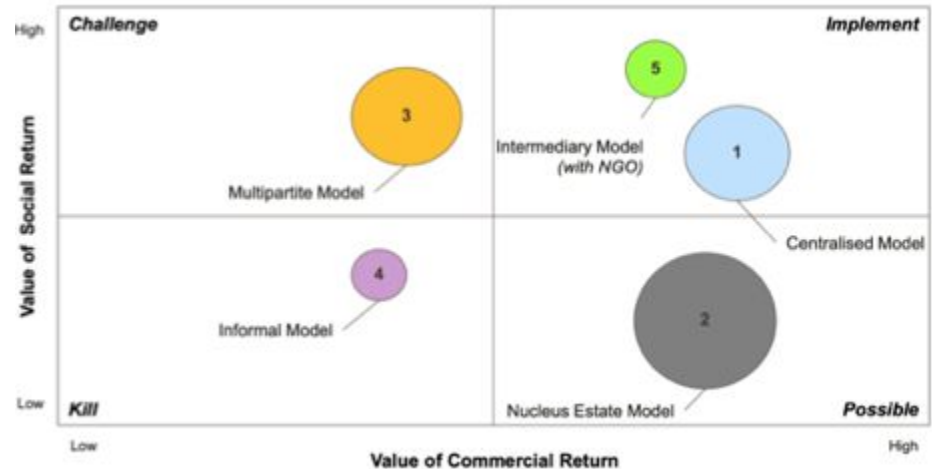 High
Challenge
Implement
5
3
Intermediary Model
(with NGO)
1
Multipartite Model
Centralised Model
Value of Social Return
4
2
Informal Model
Low
Kill
Nucleus Estate Model
Possible
Low
High
Value of Commercial Return